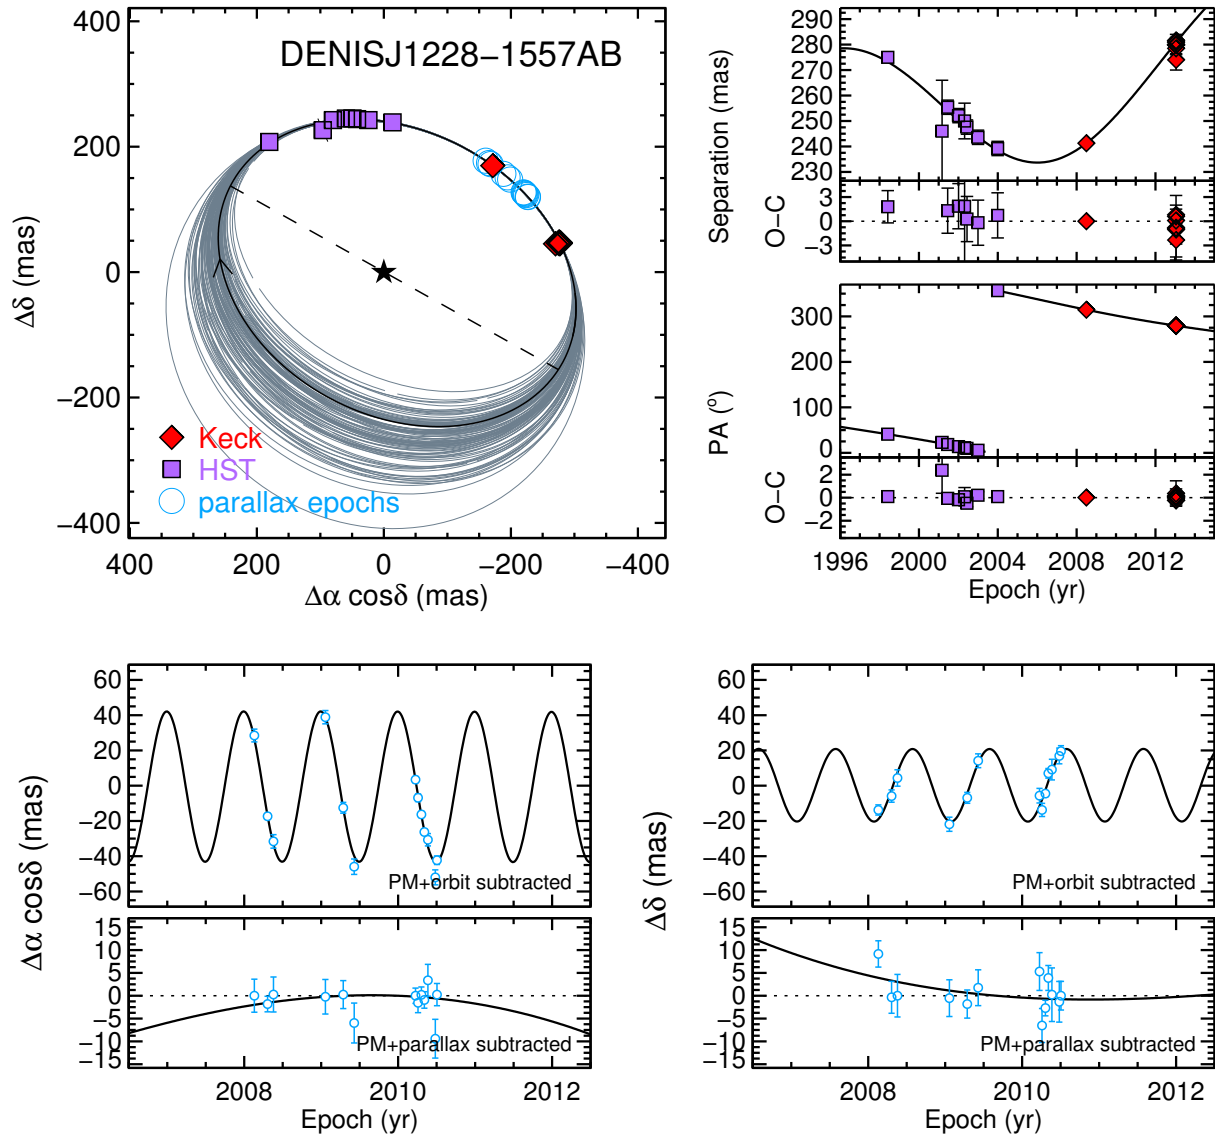 DENISJ1228−1557AB
400
200
0
−200
−400
Δδ (mas)
Keck
HST
parallax epochs
400 200 0 −200 −400
Δα cosδ (mas)
290
280
270
260
250
240
230
Separation (mas)
3
0
−3
O−C
300
200
100
0
PA (°)
2
0
−2
O−C
1996 2000 2004 2008 2012
Epoch (yr)
60
40
20
0
−20
−40
−60
PM+orbit subtracted
Δα cosδ (mas)
15
10
5
0
−5
−10
−15
PM+parallax subtracted
2008 2010 2012
Epoch (yr)
60
40
20
0
−20
−40
−60
PM+orbit subtracted
Δδ (mas)
15
10
5
0
−5
−10
−15
PM+parallax subtracted
2008 2010 2012
Epoch (yr)